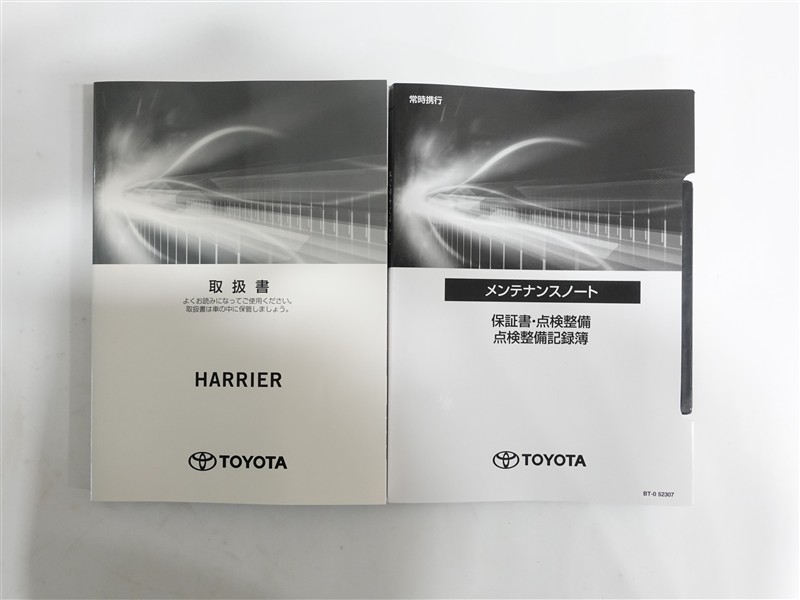 取扱書
よくお読みになってご使用ください。
取扱書は車の中に保管しましょう。
HARRIER
TOYOTA
常時携行
メンテナンスノート
保証書・点検整備
点検整備記録簿
TOYOTA
BT-0 52307